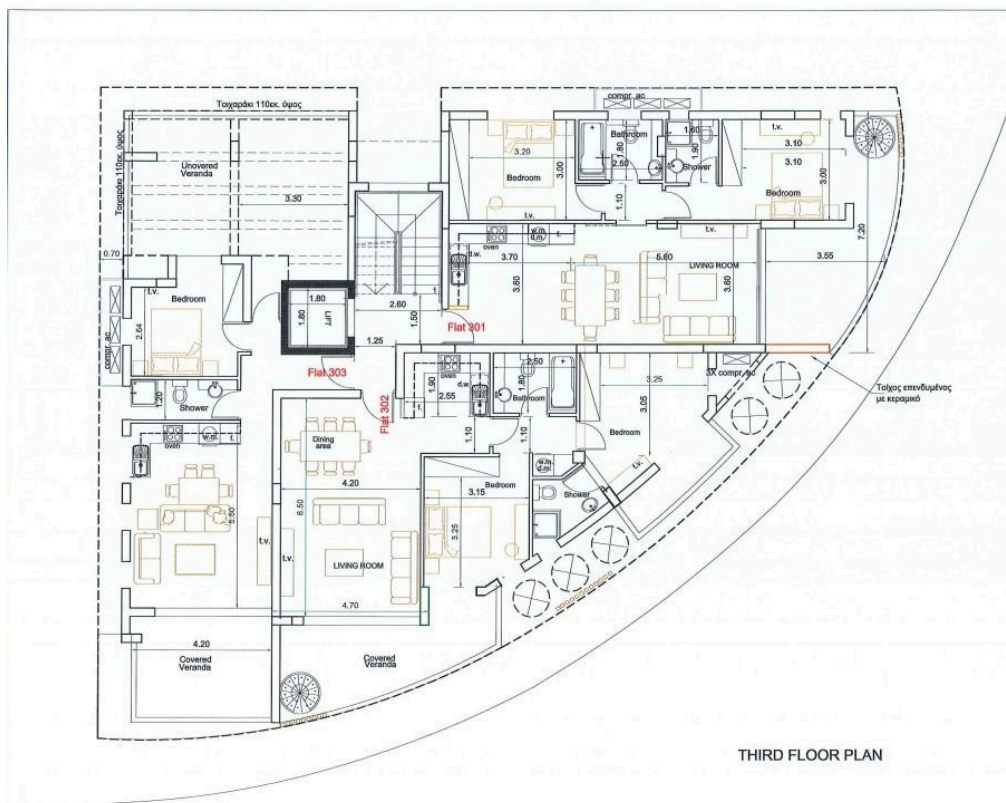 Τοιχαράκι 110εκ. ύψος
Τοιχαράκι 110εκ. ύψος
Unovered
Veranda
3.30
0.70
compr. ac
t.v.
3.20
Bedroom
3.00
t.v.
Bathroom
1.80
2.50
1.60
1.90
Shower
1.10
t.v.
3.10
3.10
Bedroom
3.00
7.20
3.55
t.w.
oven
w.m.
d.m.
f.
3.70
3.60
t.v.
5.60
LIVING ROOM
3.60
t.v.
Bedroom
2.64
compr. ac
1.80
1.80
LIFT
2.60
1.50
Flat 301
1.25
Flat 303
Flat 302
1.20
Shower
oven
w.m.
f.
5.50
t.v.
4.20
Covered
Veranda
Dining
area
4.20
6.50
t.v.
LIVING ROOM
4.70
Covered
Veranda
oven
d.w.
1.90
2.55
f.
1.10
2.50
1.80
Bathroom
1.10
3.25
3.05
3X compr. ac
Bedroom
t.v.
w.m.
d.m.
Shower
Bedroom
3.15
3.25
Τοίχος επενδυμένος
με κεραμικό
THIRD FLOOR PLAN